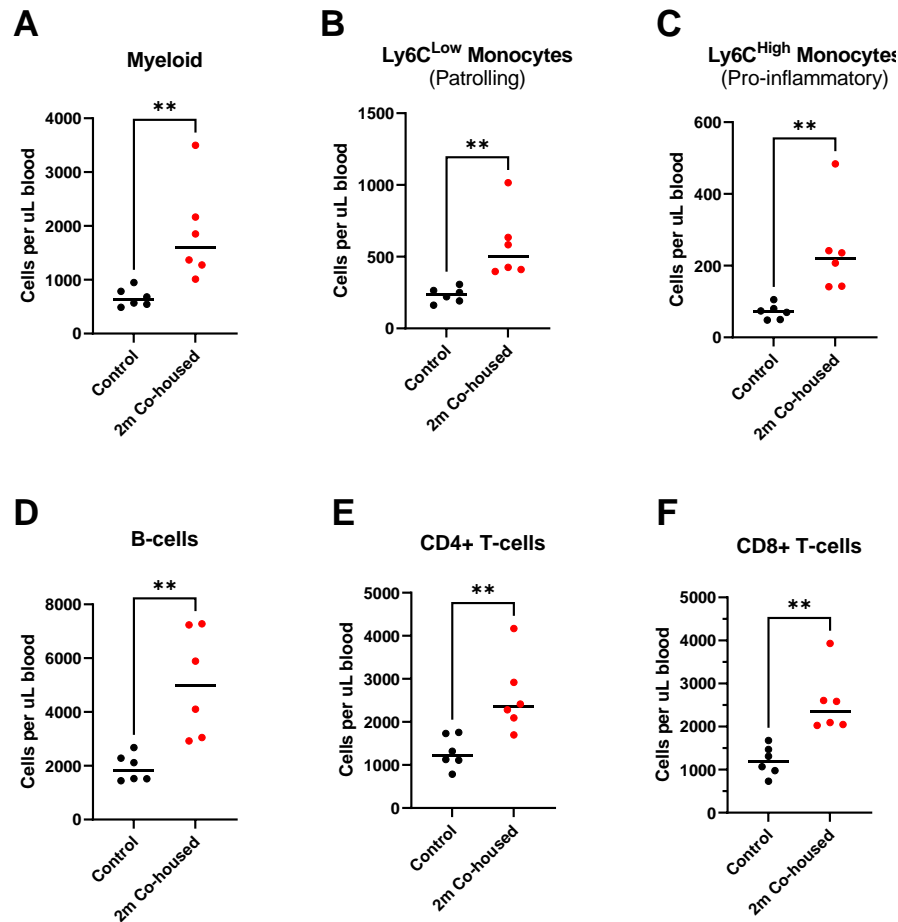 A
Myeloid
**
4000
3000
2000
1000
0
Cells per uL blood
Control
2m Co-housed
B
Ly6CLow Monocytes
(Patrolling)
**
1500
1000
500
0
Cells per uL blood
Control
2m Co-housed
C
Ly6CHigh Monocytes
(Pro-inflammatory)
**
600
400
200
0
Cells per uL blood
Control
2m Co-housed
D
B-cells
**
8000
6000
4000
2000
0
Cells per uL blood
Control
2m Co-housed
E
CD4+ T-cells
**
5000
4000
3000
2000
1000
0
Cells per uL blood
Control
2m Co-housed
F
CD8+ T-cells
**
5000
4000
3000
2000
1000
0
Cells per uL blood
Control
2m Co-housed